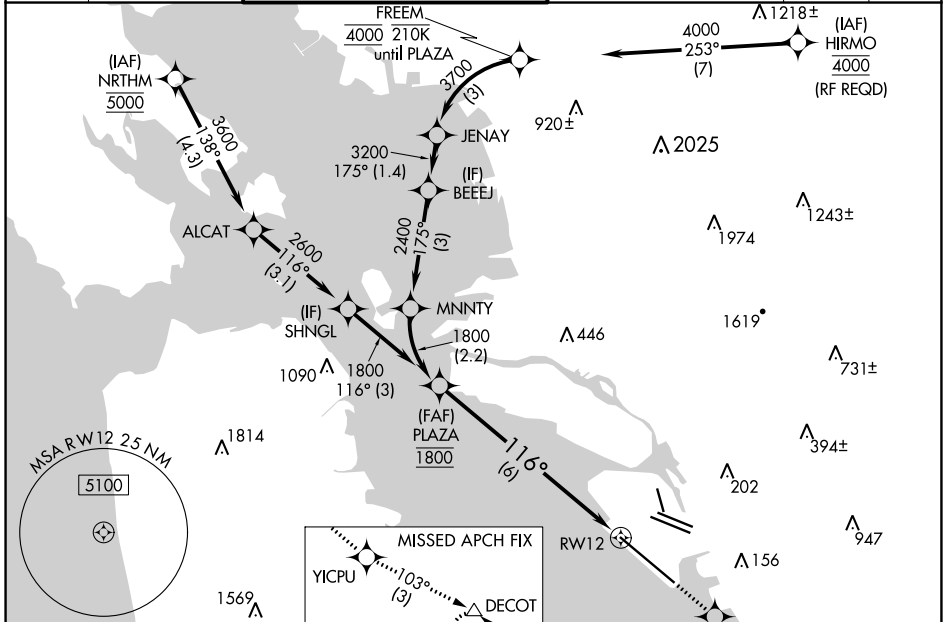 FREEM
4000 210K
until PLAZA
1218±
4000
253°
(7)
(IAF)
HIRMO
4000
(RF REQD)
(IAF)
NRTHM
5000
3600
138°
(4.3)
3700
(3)
920±
JENAY
2025
3200
175° (1.4)
(IF)
BEEEJ
1243±
ALCAT
2400
175°
(3)
1974
2600
116°
(3.1)
(IF)
SHNGL
MNNTY
1619
1800
(2.2)
446
1090
1800
116° (3)
731±
(FAF)
PLAZA
1800
1814
394±
MSA RW12 25 NM
5100
116°
(6)
202
RW12
947
MISSED APCH FIX
YICPU
103°
(3)
DECOT
156
1569